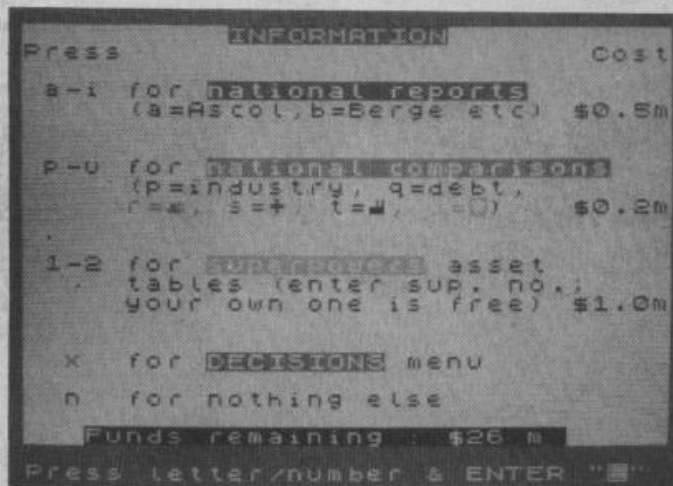 INFORMATION
Press Cost
a-i for national reports
(a=Ascol,b=Berge etc) $0.5m
p-u for national comparisons
(p=industry, q=debt,
r= , s=+, t= , = ) $0.2m
1-2 for superpowers asset
tables (enter sup. no.;
your own one is free) $1.0m
x for DECISIONS menu
n for nothing else
Funds remaining : $26 m
Press letter/number & ENTER "■"